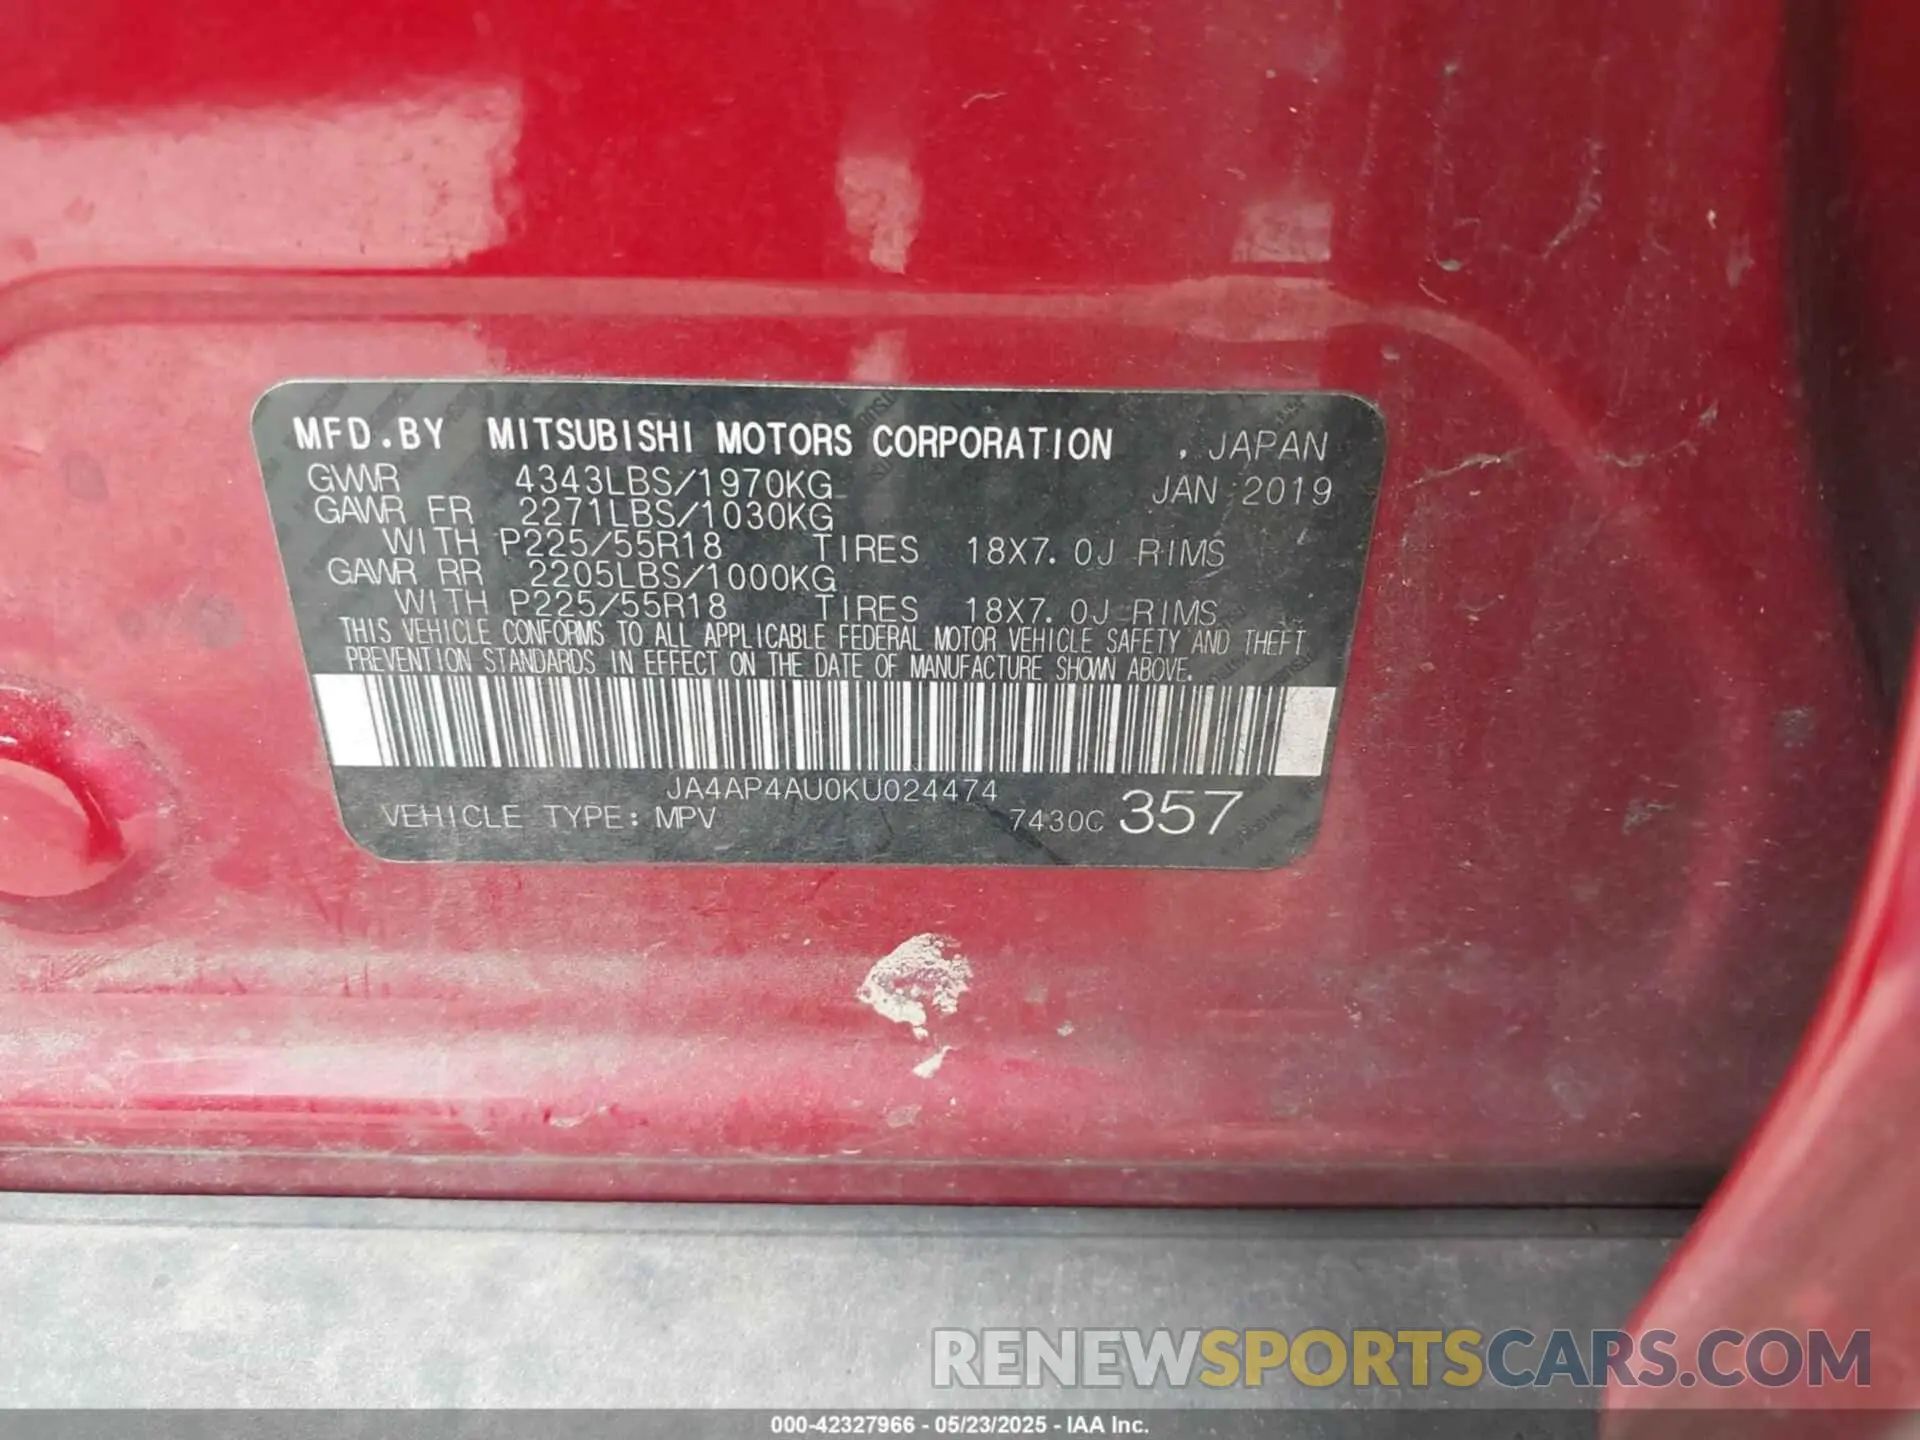 MFD.BY MITSUBISHI MOTORS CORPORATION , JAPAN
GVWR 4343LBS/1970KG JAN 2019
GAWR FR 2271LBS/1030KG
WITH P225/55R18 TIRES 18X7.0J RIMS
GAWR RR 2205LBS/1000KG
WITH P225/55R18 TIRES 18X7.0J RIMS
THIS VEHICLE CONFORMS TO ALL APPLICABLE FEDERAL MOTOR VEHICLE SAFETY AND THEFT
PREVENTION STANDARDS IN EFFECT ON THE DATE OF MANUFACTURE SHOWN ABOVE.
JA4AP4AU0KU024474
VEHICLE TYPE: MPV 7430C 357
RENEWSPORTSCARS.COM
000-42327966 - 05/23/2025 - IAA Inc.